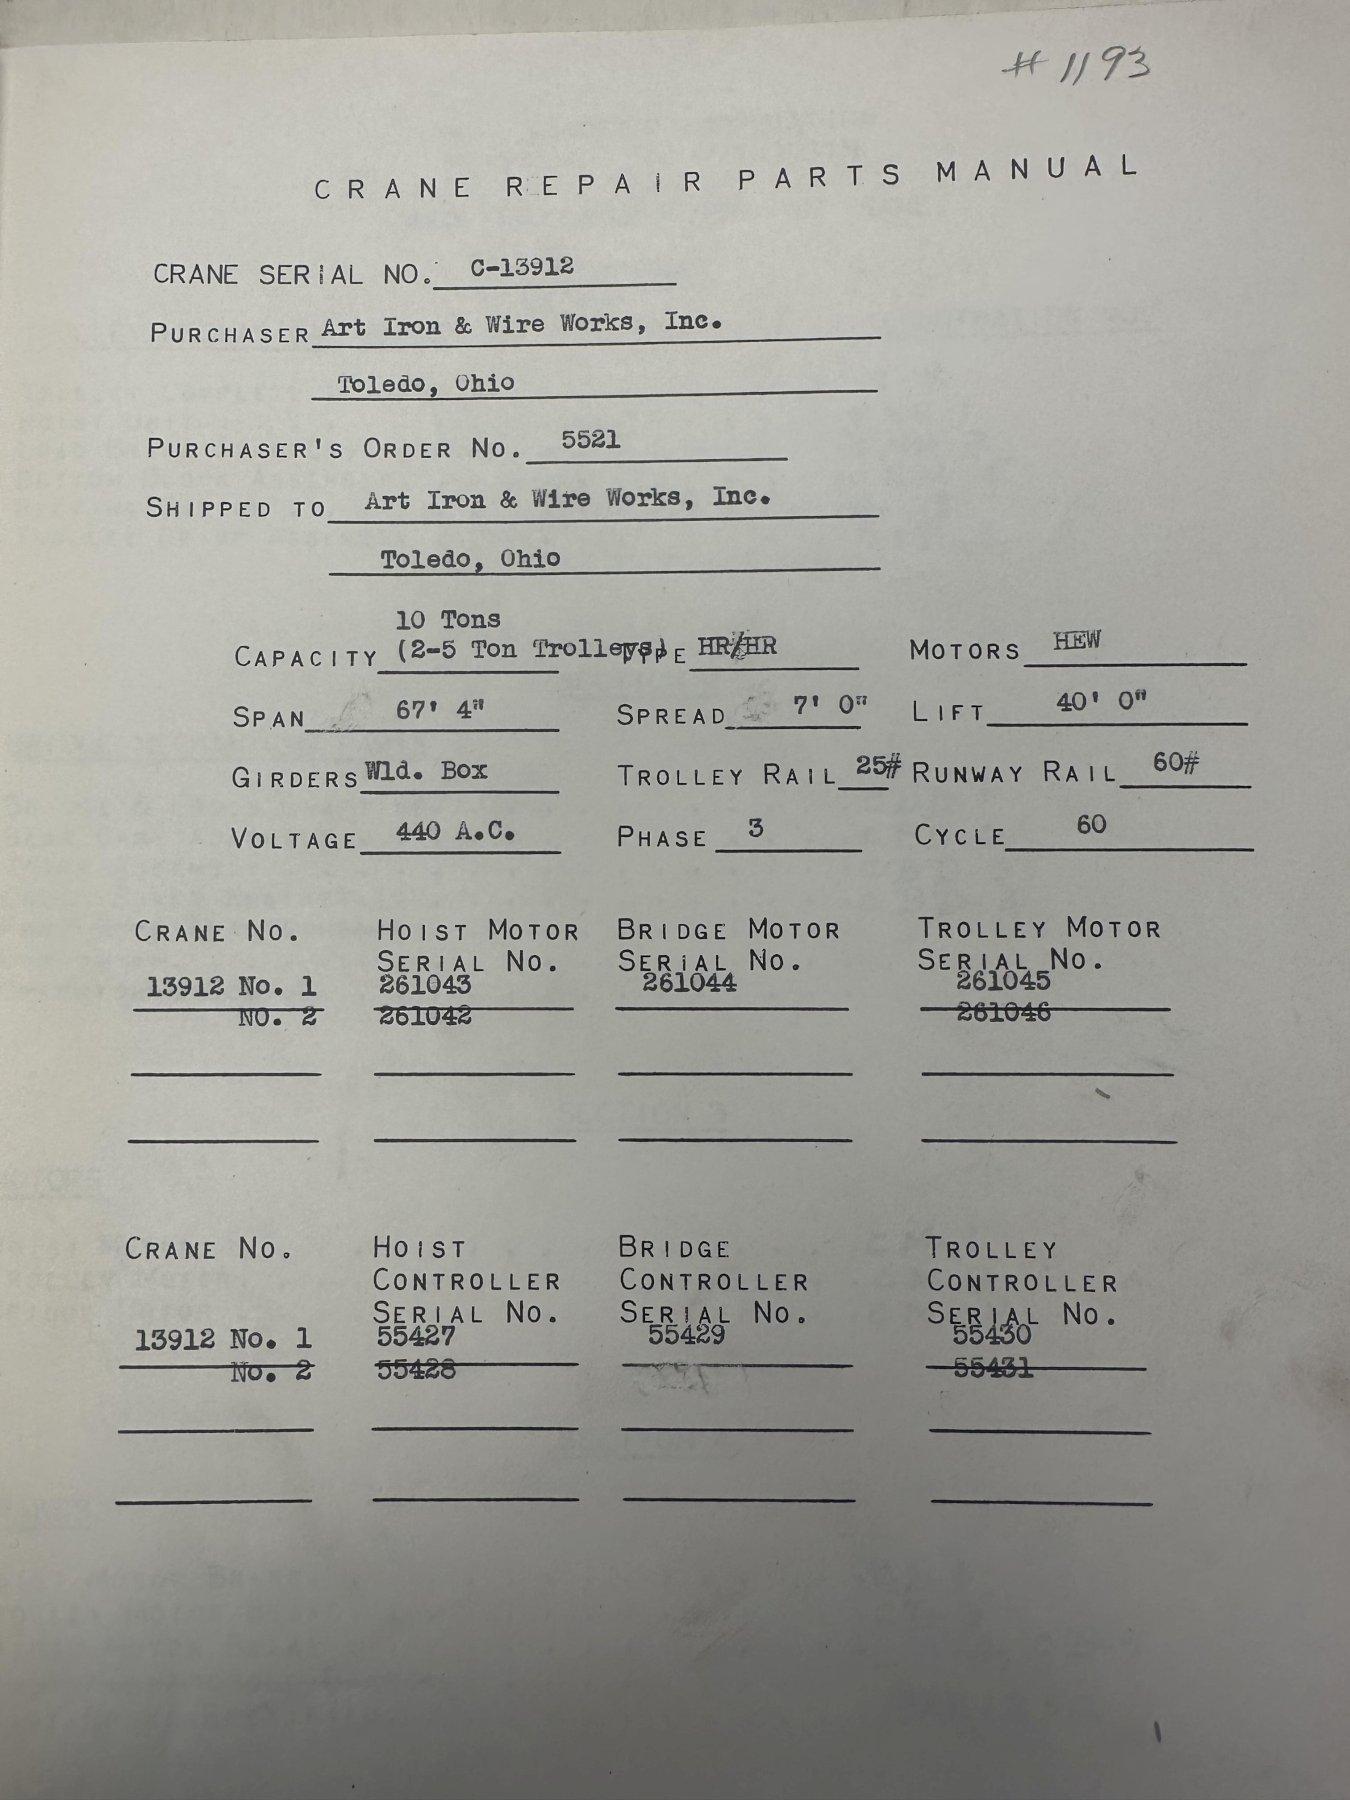 # 1193
CRANE REPAIR PARTS MANUAL
CRANE SERIAL NO. C-13912
PURCHASER Art Iron & Wire Works, Inc.
Toledo, Ohio
PURCHASER'S ORDER NO. 5521
SHIPPED TO Art Iron & Wire Works, Inc.
Toledo, Ohio
10 Tons
CAPACITY (2-5 Ton Trolleys) TYPE HR/HR MOTORS HEW
SPAN 67' 4" SPREAD 7' 0" LIFT 40' 0"
GIRDERS Wld. Box TROLLEY RAIL 25# RUNWAY RAIL 60#
VOLTAGE 440 A.C. PHASE 3 CYCLE 60
CRANE NO. HOIST MOTOR BRIDGE MOTOR TROLLEY MOTOR
SERIAL NO. SERIAL NO. SERIAL NO.
13912 No. 1 261043 261044 261045
NO. 2 261042 261046
CRANE NO. HOIST BRIDGE TROLLEY
CONTROLLER CONTROLLER CONTROLLER
SERIAL NO. SERIAL NO. SERIAL NO.
13912 No. 1 55427 55429 55430
No. 2 55428 55431